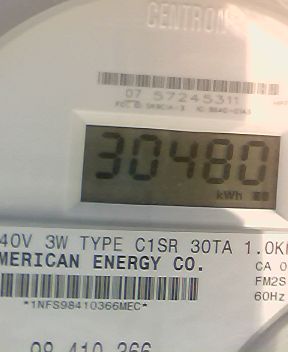 CENTRON
07 57245311
30480
kWh
40V 3W TYPE C1SR 30TA 1.0K
MERICAN ENERGY CO.
CA 0
FM2S
60Hz
*1NFS98410366MEC*
98 410 366